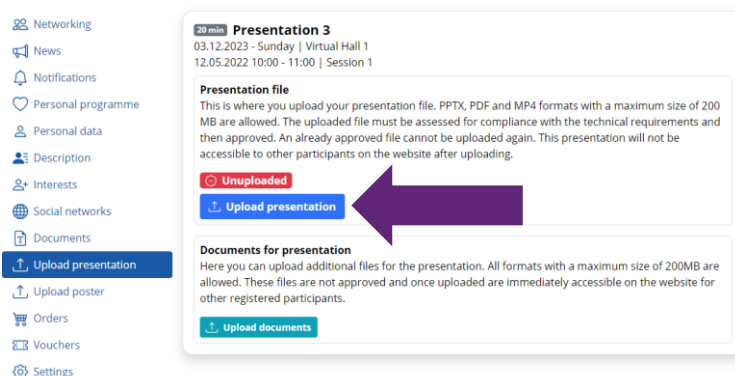 Networking
News
Notifications
Personal programme
Personal data
Description
Interests
Social networks
Documents
Upload presentation
Upload poster
Orders
Vouchers
Settings
20 min Presentation 3
03.12.2023 - Sunday | Virtual Hall 1
12.05.2022 10:00 - 11:00 | Session 1
Presentation file
This is where you upload your presentation file. PPTX, PDF and MP4 formats with a maximum size of 200
MB are allowed. The uploaded file must be assessed for compliance with the technical requirements and
then approved. An already approved file cannot be uploaded again. This presentation will not be
accessible to other participants on the website after uploading.
Unuploaded
Upload presentation
Documents for presentation
Here you can upload additional files for the presentation. All formats with a maximum size of 200MB are
allowed. These files are not approved and once uploaded are immediately accessible on the website for
other registered participants.
Upload documents